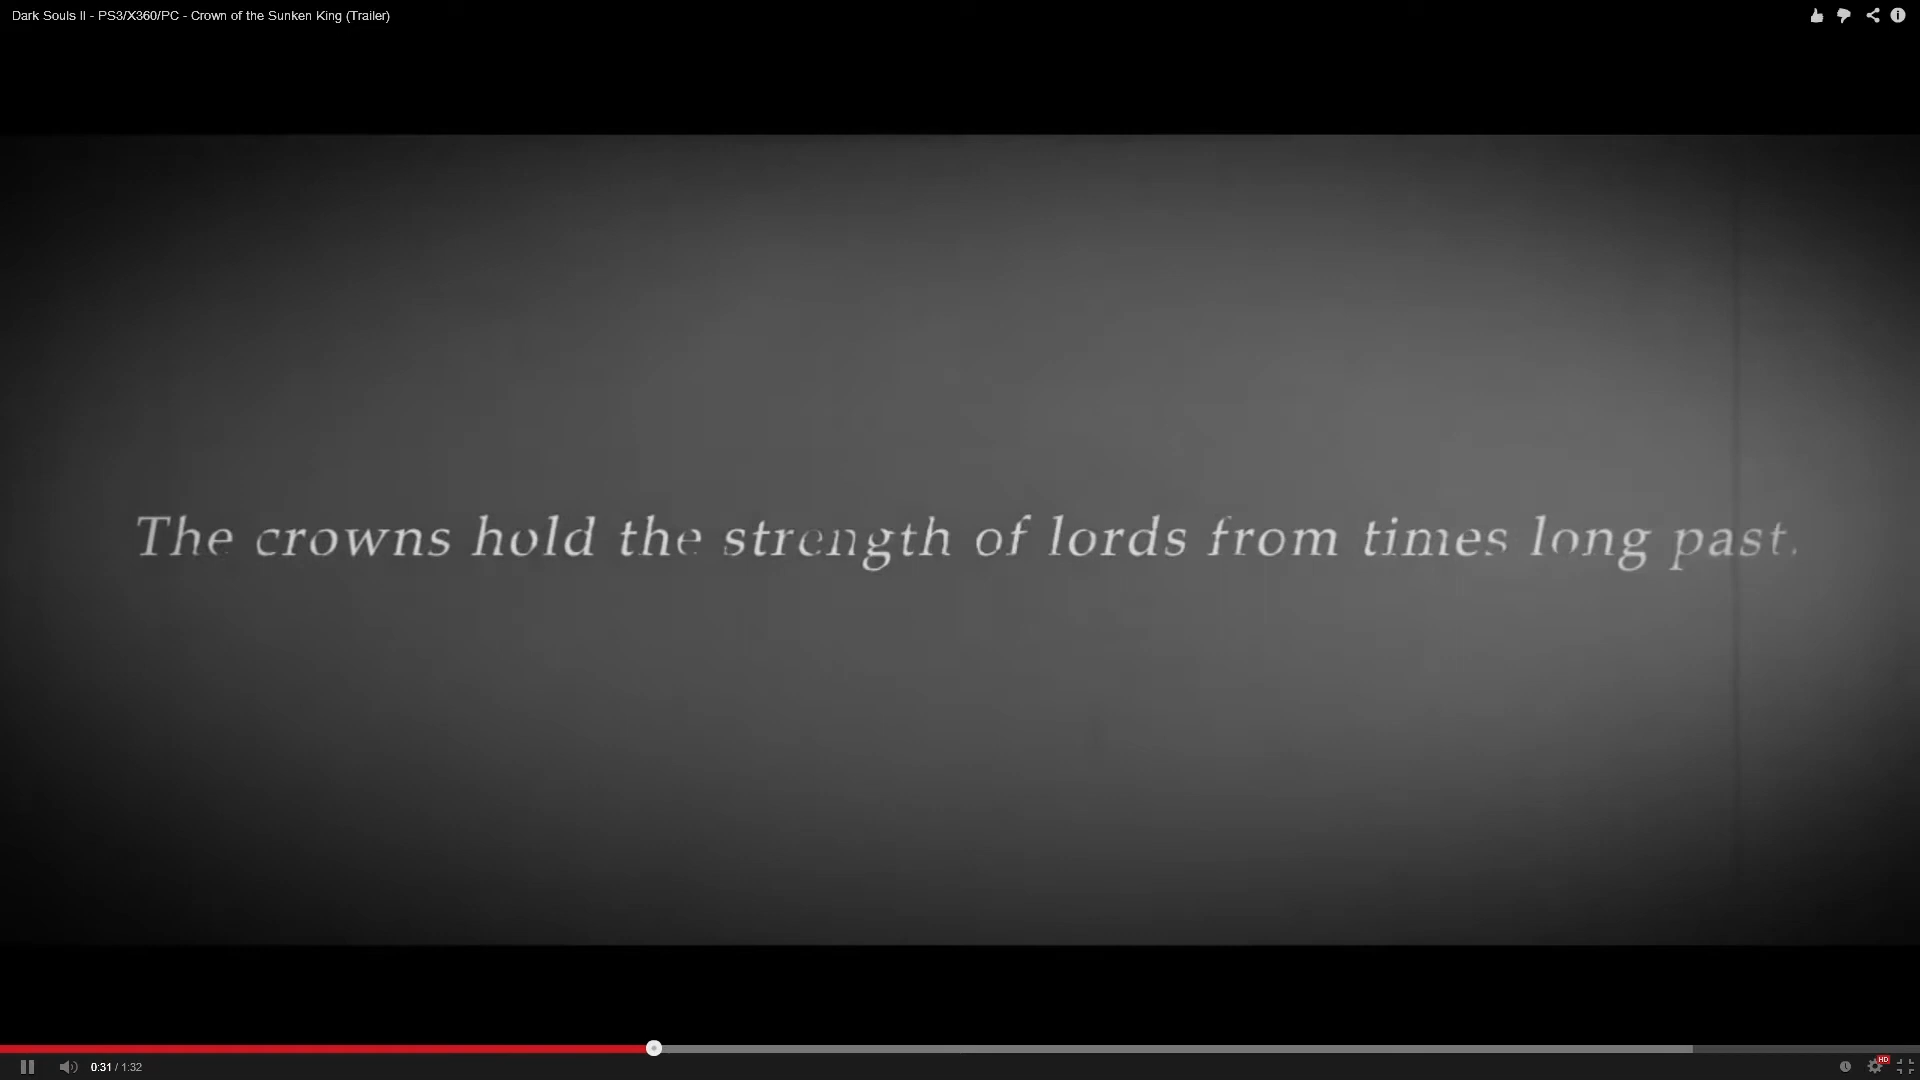 Dark Souls II - PS3/X360/PC - Crown of the Sunken King (Trailer)
The crowns hold the strength of lords from times long past.
0:31 / 1:32
HD